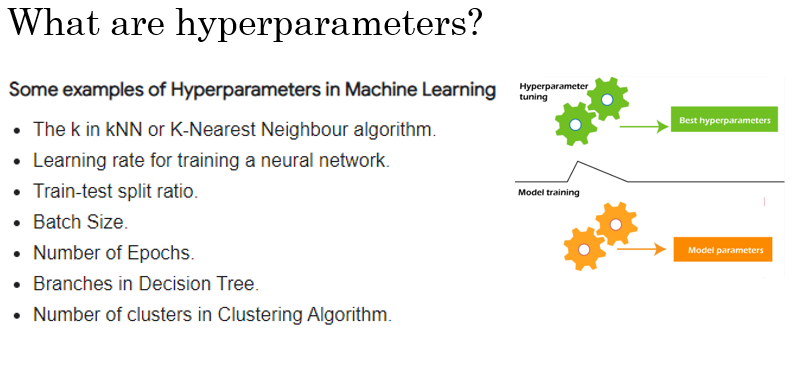 What are hyperparameters?
Some examples of Hyperparameters in Machine Learning
• The k in kNN or K-Nearest Neighbour algorithm.
• Learning rate for training a neural network.
• Train-test split ratio.
• Batch Size.
• Number of Epochs.
• Branches in Decision Tree.
• Number of clusters in Clustering Algorithm.
Hyperparameter
tuning
Best hyperparameters
Model training
Model parameters